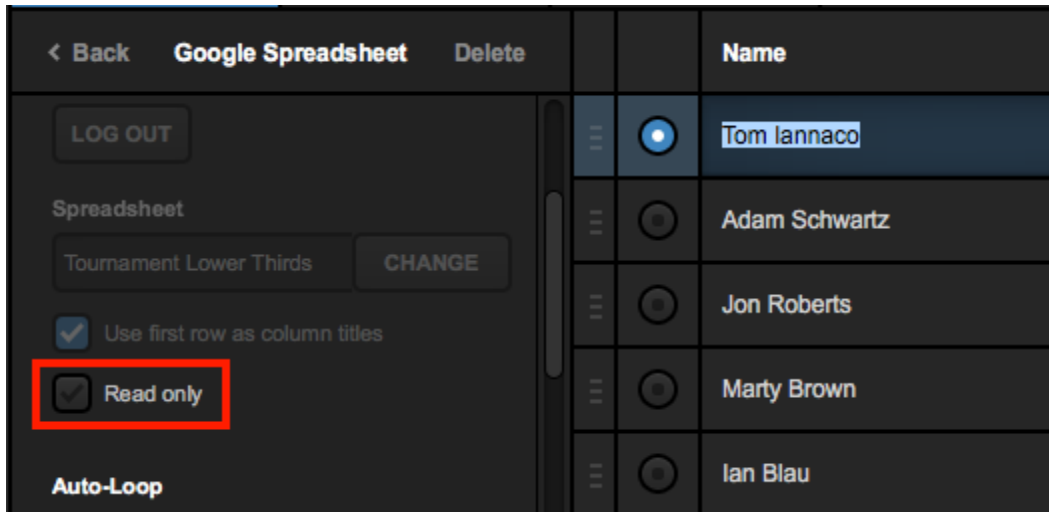 < Back Google Spreadsheet Delete
LOG OUT
Spreadsheet
Tournament Lower Thirds CHANGE
Use first row as column titles
Read only
Auto-Loop
Name
Tom Iannaco
Adam Schwartz
Jon Roberts
Marty Brown
Ian Blau